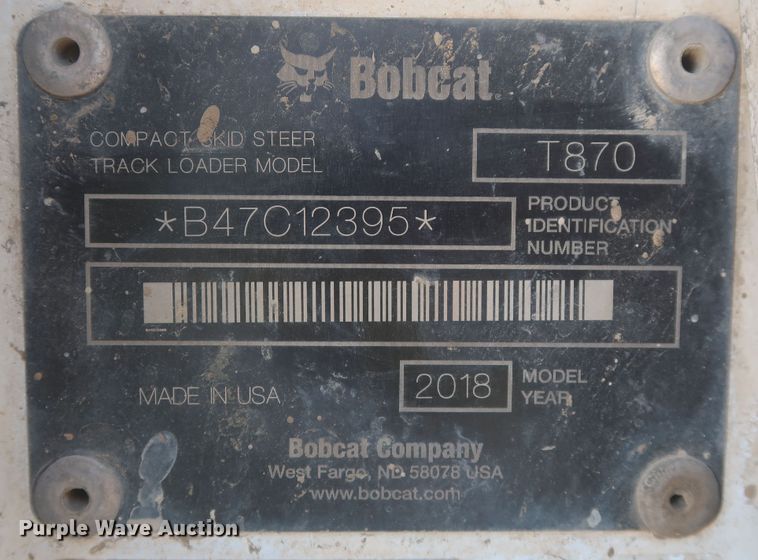 Bobcat
COMPACT SKID STEER
TRACK LOADER MODEL
T870
*B47C12395*
PRODUCT
IDENTIFICATION
NUMBER
MADE IN USA
2018
MODEL
YEAR
Bobcat Company
West Fargo, ND 58078 USA
www.bobcat.com
Purple Wave Auction